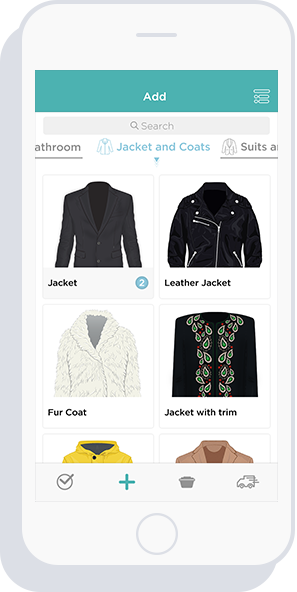 Add
Search
athroom Jacket and Coats Suits a
Jacket 2 Leather Jacket
Fur Coat Jacket with trim